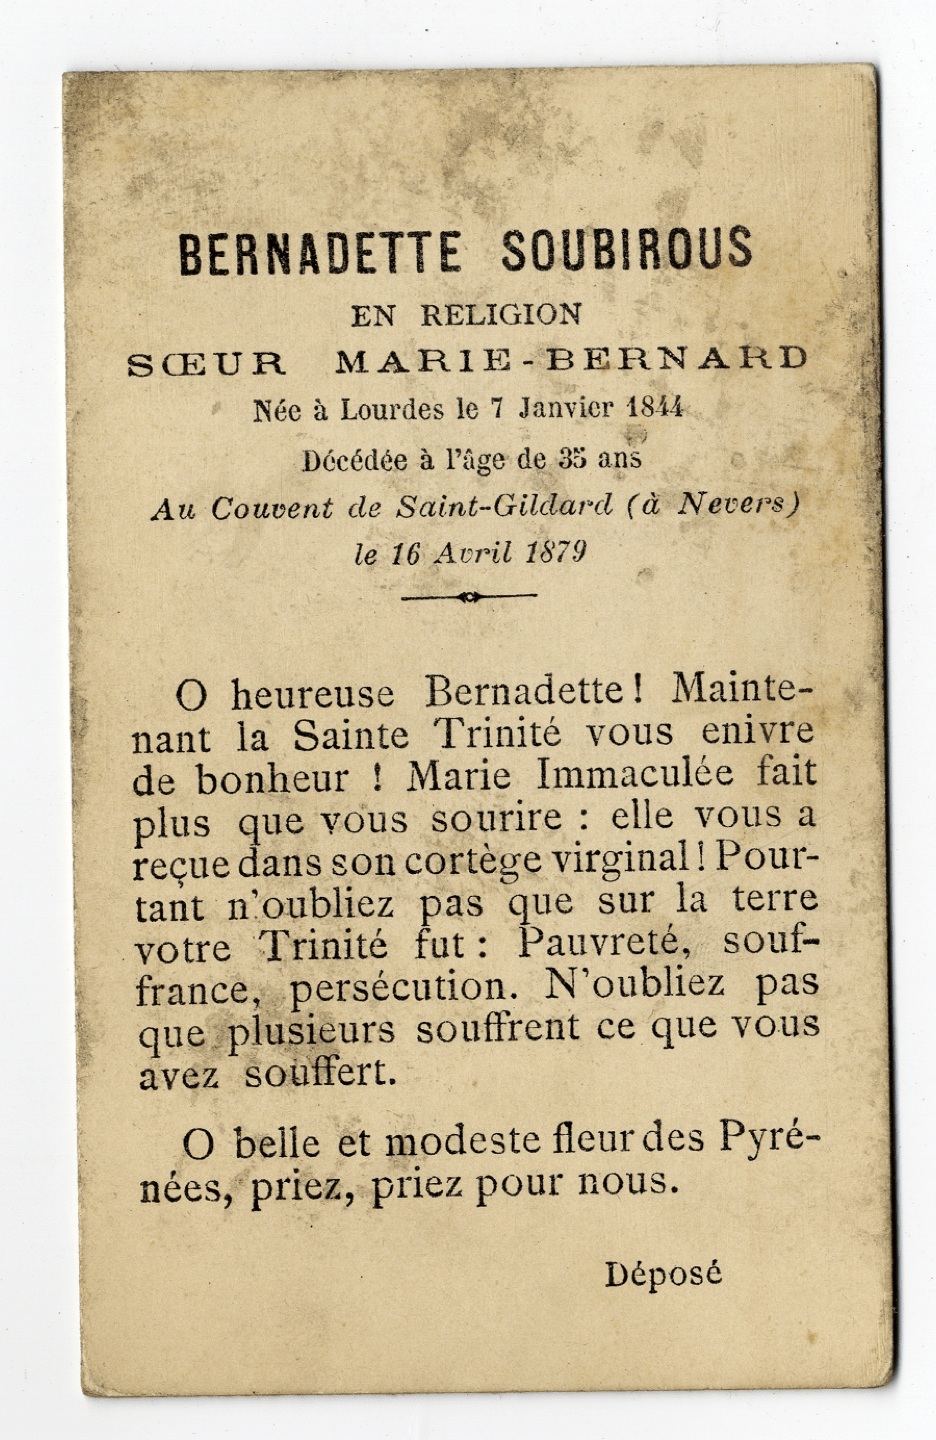 BERNADETTE SOUBIROUS
EN RELIGION
SŒUR MARIE-BERNARD
Née à Lourdes le 7 Janvier 1844
Décédée à l'âge de 35 ans
Au Couvent de Saint-Gildard (à Nevers)
le 16 Avril 1879
O heureuse Bernadette! Mainte-
nant la Sainte Trinité vous enivre
de bonheur ! Marie Immaculée fait
plus que vous sourire : elle vous a
reçue dans son cortège virginal! Pour-
tant n'oubliez pas que sur la terre
votre Trinité fut : Pauvreté, souf-
france, persécution. N'oubliez pas
que plusieurs souffrent ce que vous
avez souffert.
O belle et modeste fleur des Pyré-
nées, priez, priez pour nous.
Déposé